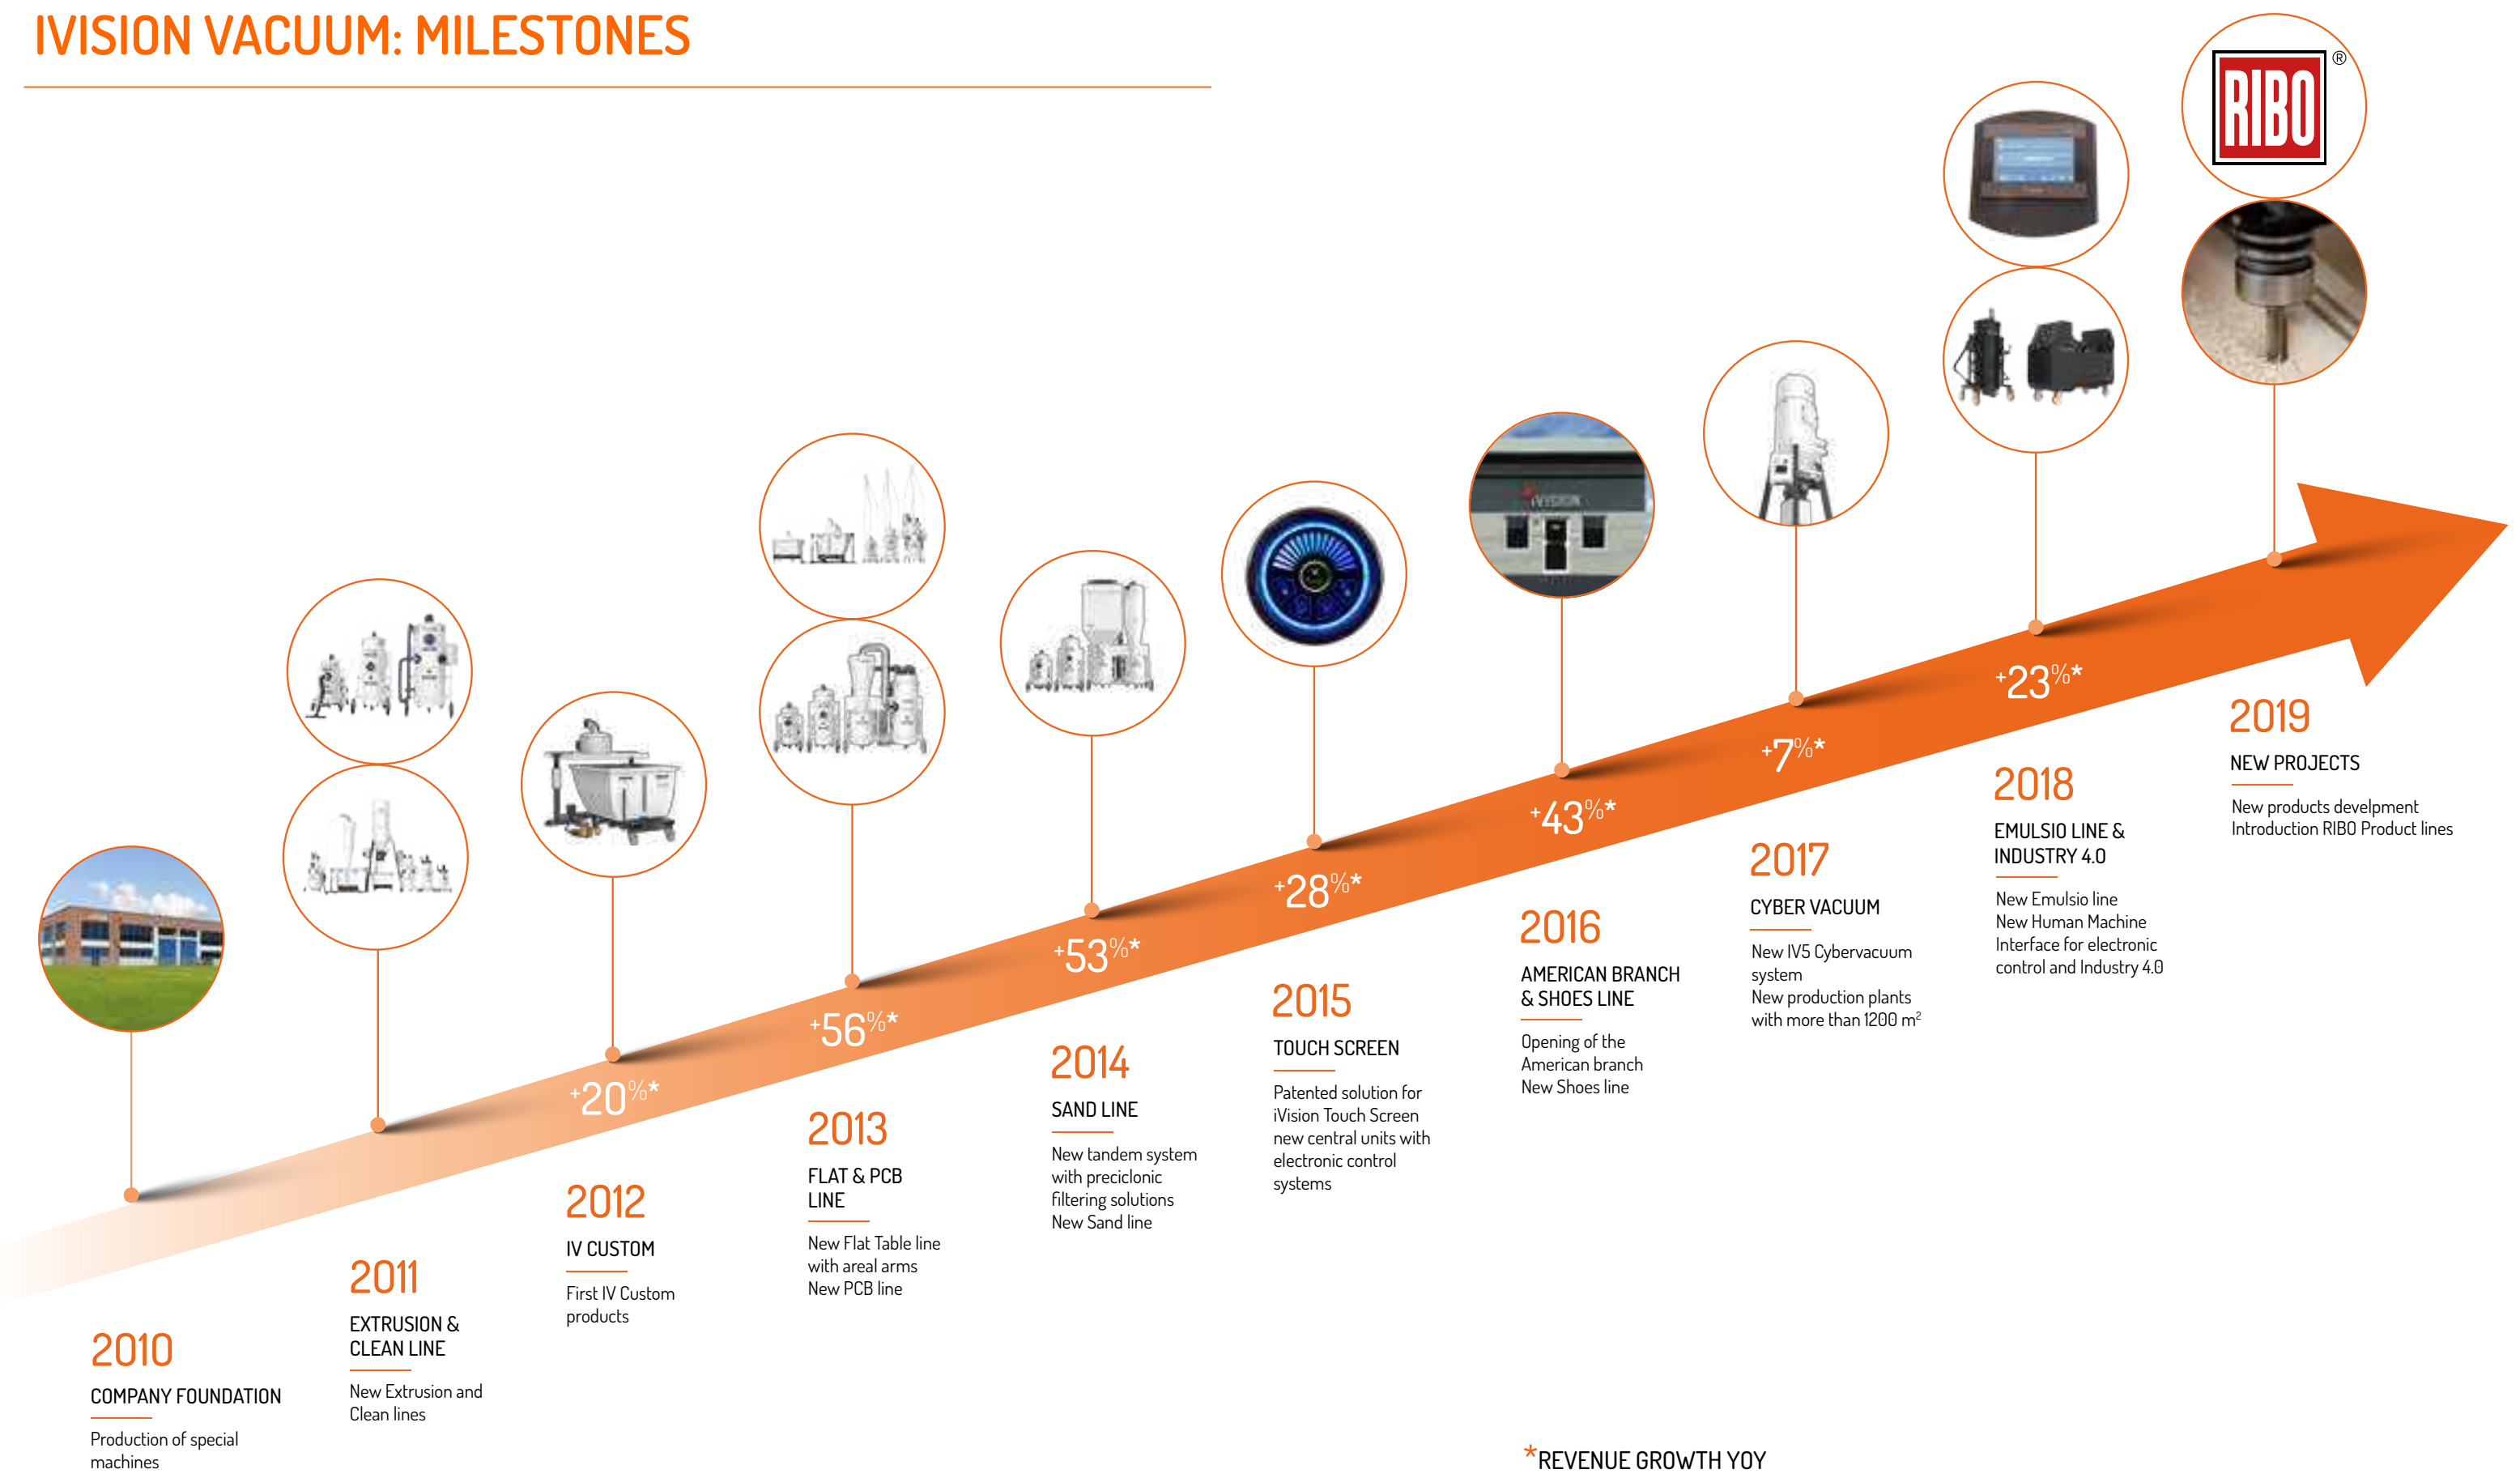 IVISION VACUUM: MILESTONES
RIBO®
IVISION
+20%*
+56%*
+53%*
+28%*
+43%*
+7%*
+23%*
2010
COMPANY FOUNDATION
Production of special
machines
2011
EXTRUSION &
CLEAN LINE
New Extrusion and
Clean lines
2012
IV CUSTOM
First IV Custom
products
2013
FLAT & PCB
LINE
New Flat Table line
with areal arms
New PCB line
2014
SAND LINE
New tandem system
with preciclonic
filtering solutions
New Sand line
2015
TOUCH SCREEN
Patented solution for
iVision Touch Screen
new central units with
electronic control
systems
2016
AMERICAN BRANCH
& SHOES LINE
Opening of the
American branch
New Shoes line
2017
CYBER VACUUM
New IV5 Cybervacuum
system
New production plants
with more than 1200 m²
2018
EMULSIO LINE &
INDUSTRY 4.0
New Emulsio line
New Human Machine
Interface for electronic
control and Industry 4.0
2019
NEW PROJECTS
New products develpment
Introduction RIBO Product lines
*REVENUE GROWTH YOY